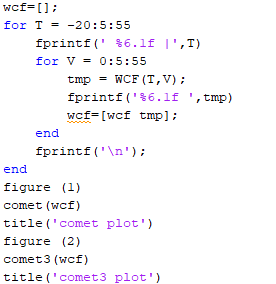 wcf=[];
for T = -20:5:55
    fprintf(' %6.1f |',T)
    for V = 0:5:55
        tmp = WCF(T,V);
        fprintf('%6.1f ',tmp)
        wcf=[wcf tmp];
    end
    fprintf('\n');
end
figure (1)
comet(wcf)
title('comet plot')
figure (2)
comet3(wcf)
title('comet3 plot')